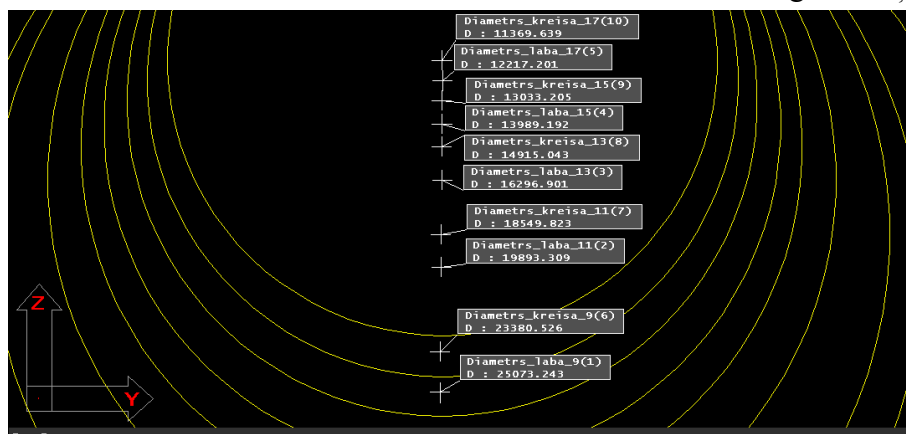 Diametrs_kreisa_17(10)
D : 11369.639
Diametrs_laba_17(5)
D : 12217.201
Diametrs_kreisa_15(9)
D : 13033.205
Diametrs_laba_15(4)
D : 13989.192
Diametrs_kreisa_13(8)
D : 14915.043
Diametrs_laba_13(3)
D : 16296.901
Diametrs_kreisa_11(7)
D : 18549.823
Diametrs_laba_11(2)
D : 19893.309
Diametrs_kreisa_9(6)
D : 23380.526
Diametrs_laba_9(1)
D : 25073.243
Z
Y